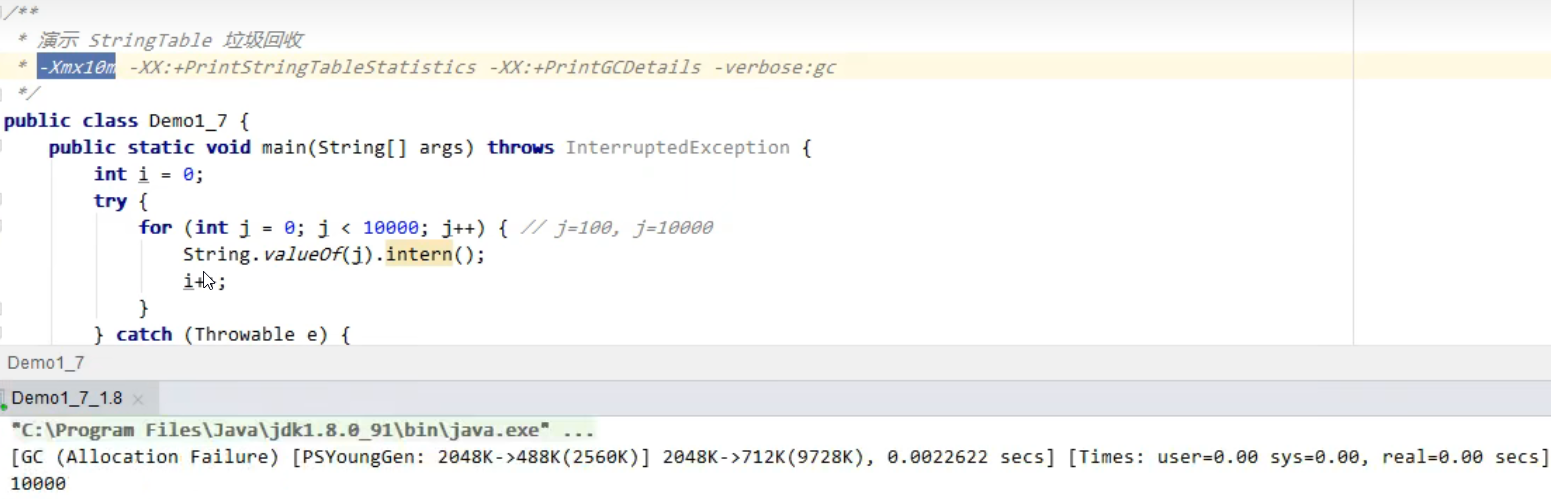 /**
* 演示 StringTable 垃圾回收
* -Xmx10m -XX:+PrintStringTableStatistics -XX:+PrintGCDetails -verbose:gc
*/
public class Demo1_7 {
public static void main(String[] args) throws InterruptedException {
int i = 0;
try {
for (int j = 0; j < 10000; j++) { // j=100, j=10000
String.valueOf(j).intern();
i++;
}
} catch (Throwable e) {
Demo1_7
Demo1_7_1.8
"C:\Program Files\Java\jdk1.8.0_91\bin\java.exe" ...
[GC (Allocation Failure) [PSYoungGen: 2048K->488K(2560K)] 2048K->712K(9728K), 0.0022622 secs] [Times: user=0.00 sys=0.00, real=0.00 secs]
10000